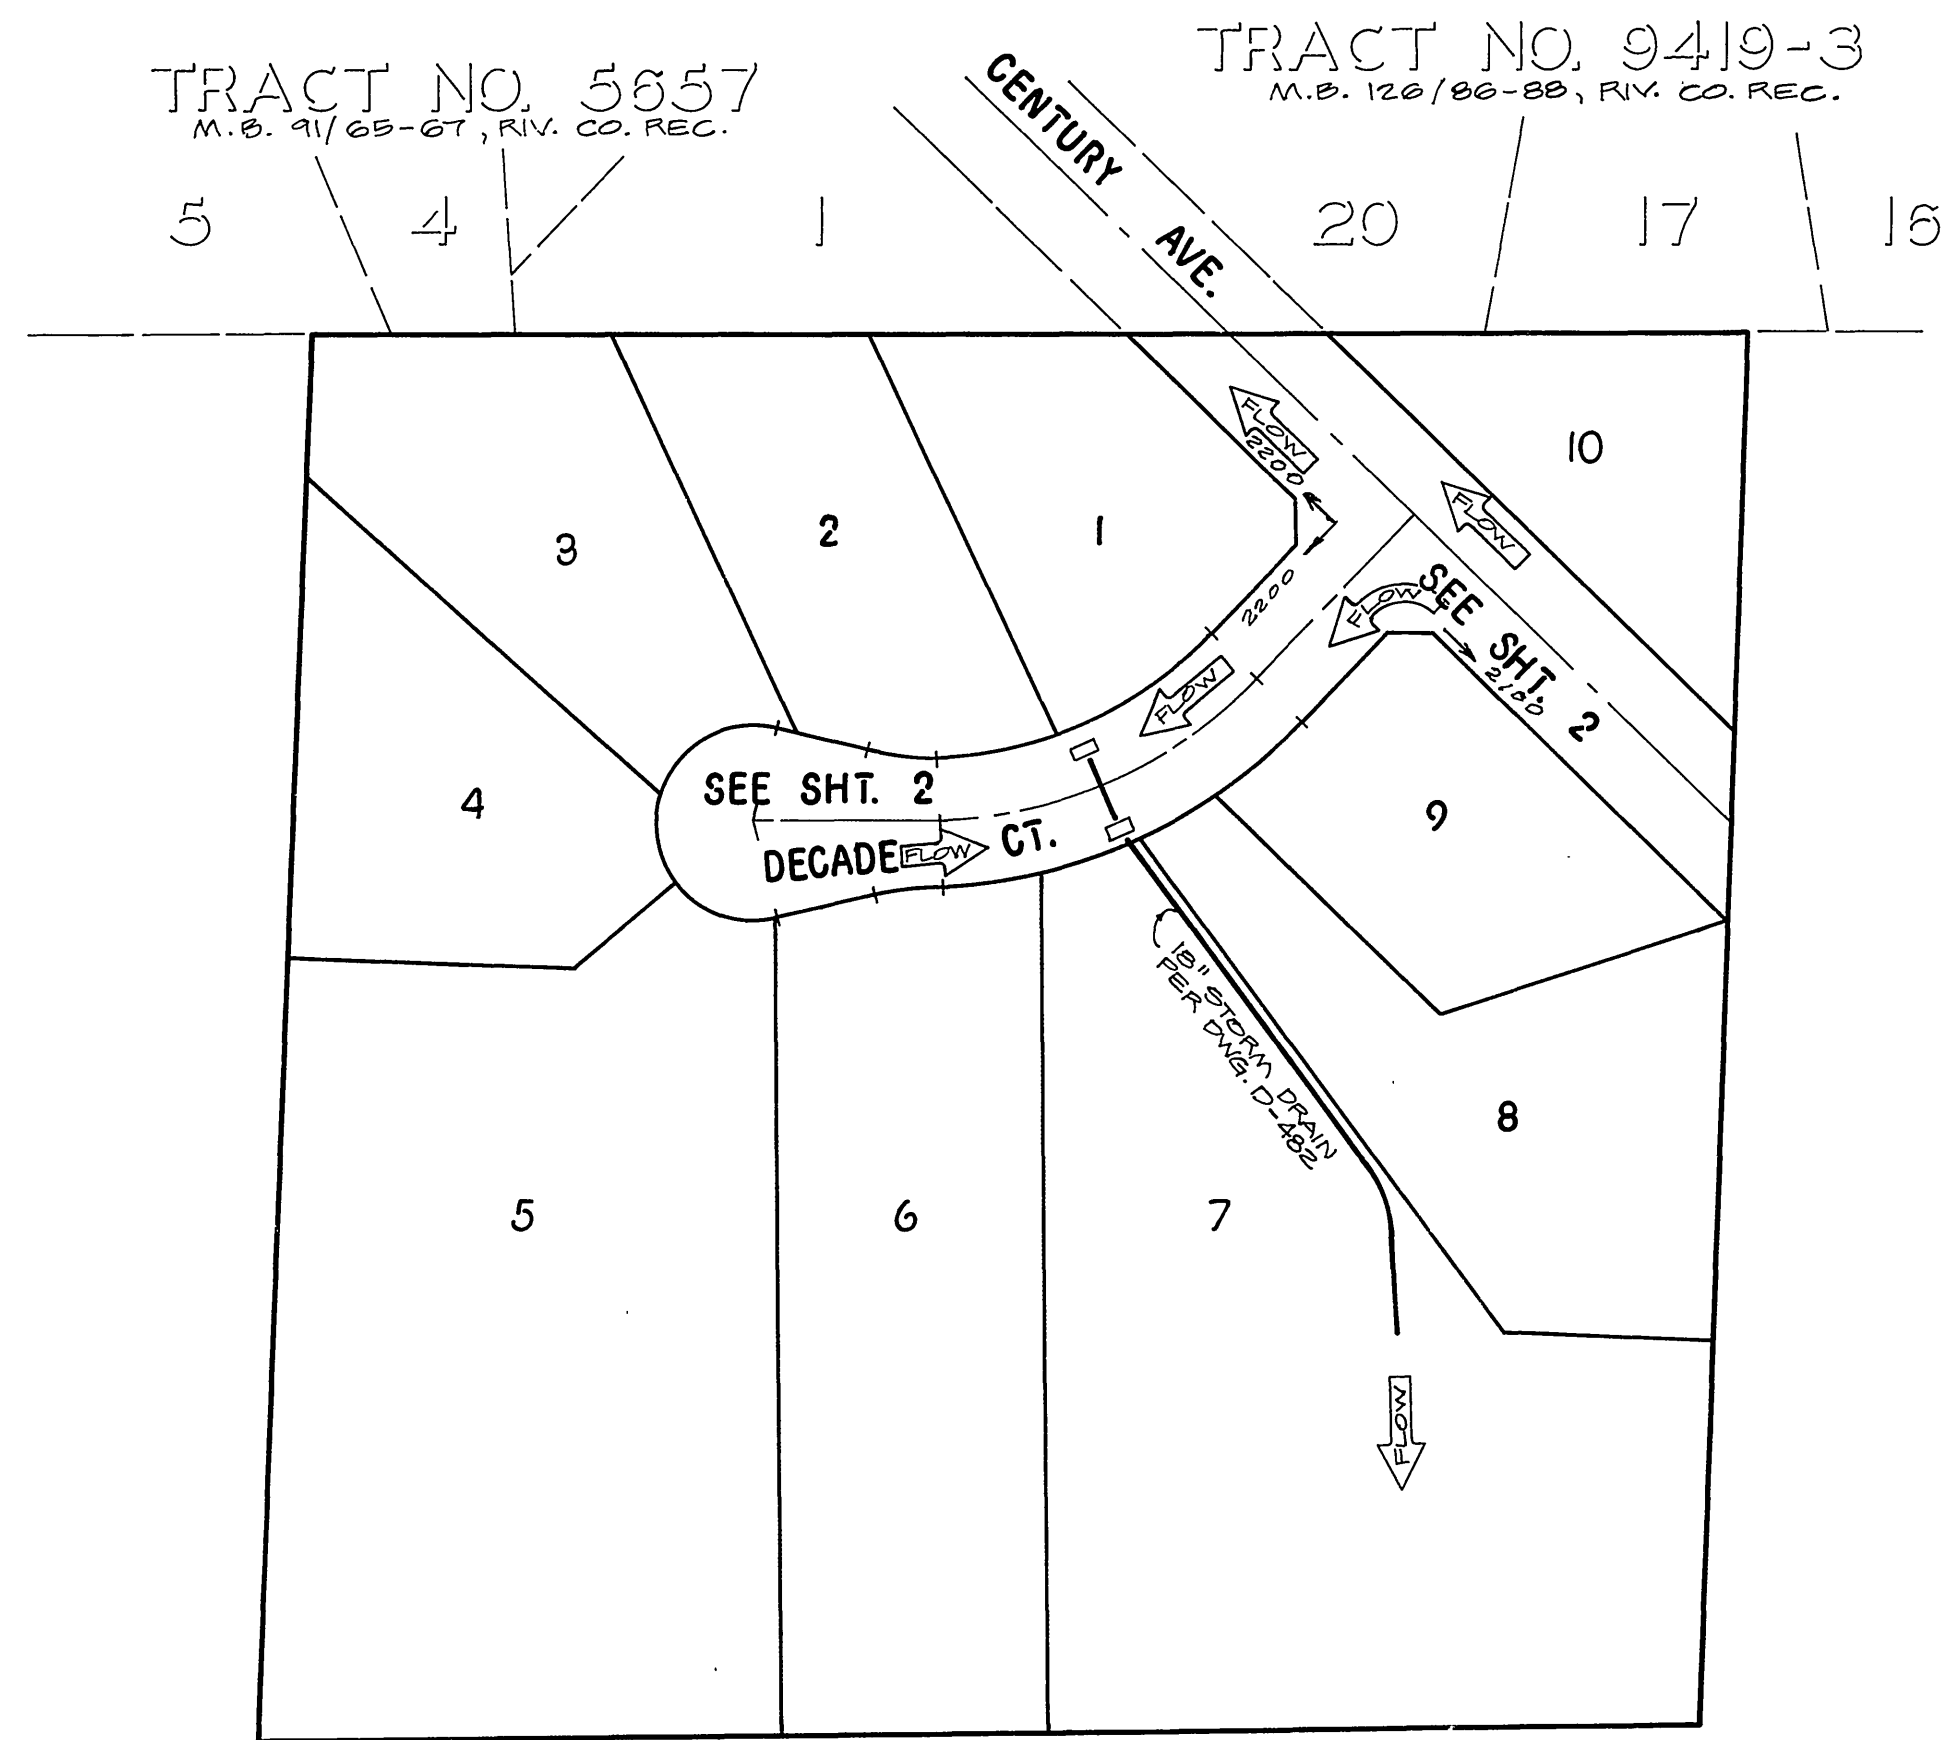 TRACT NO. 5657
M.B. 91/65-67, RIV. CO. REC.
TRACT NO. 9419-3
M.B. 126/86-88, RIV. CO. REC.
CENTURY AVE.
5
4
1
20
17
16
FLOW
2200
10
FLOW
3
2
1
2200
FLOW
SEE SHT. 2
2100
FLOW
4
SEE SHT. 2
DECADE CT.
FLOW
9
18" STORM DRAIN
PER DWG. D-482
8
5
6
7
FLOW